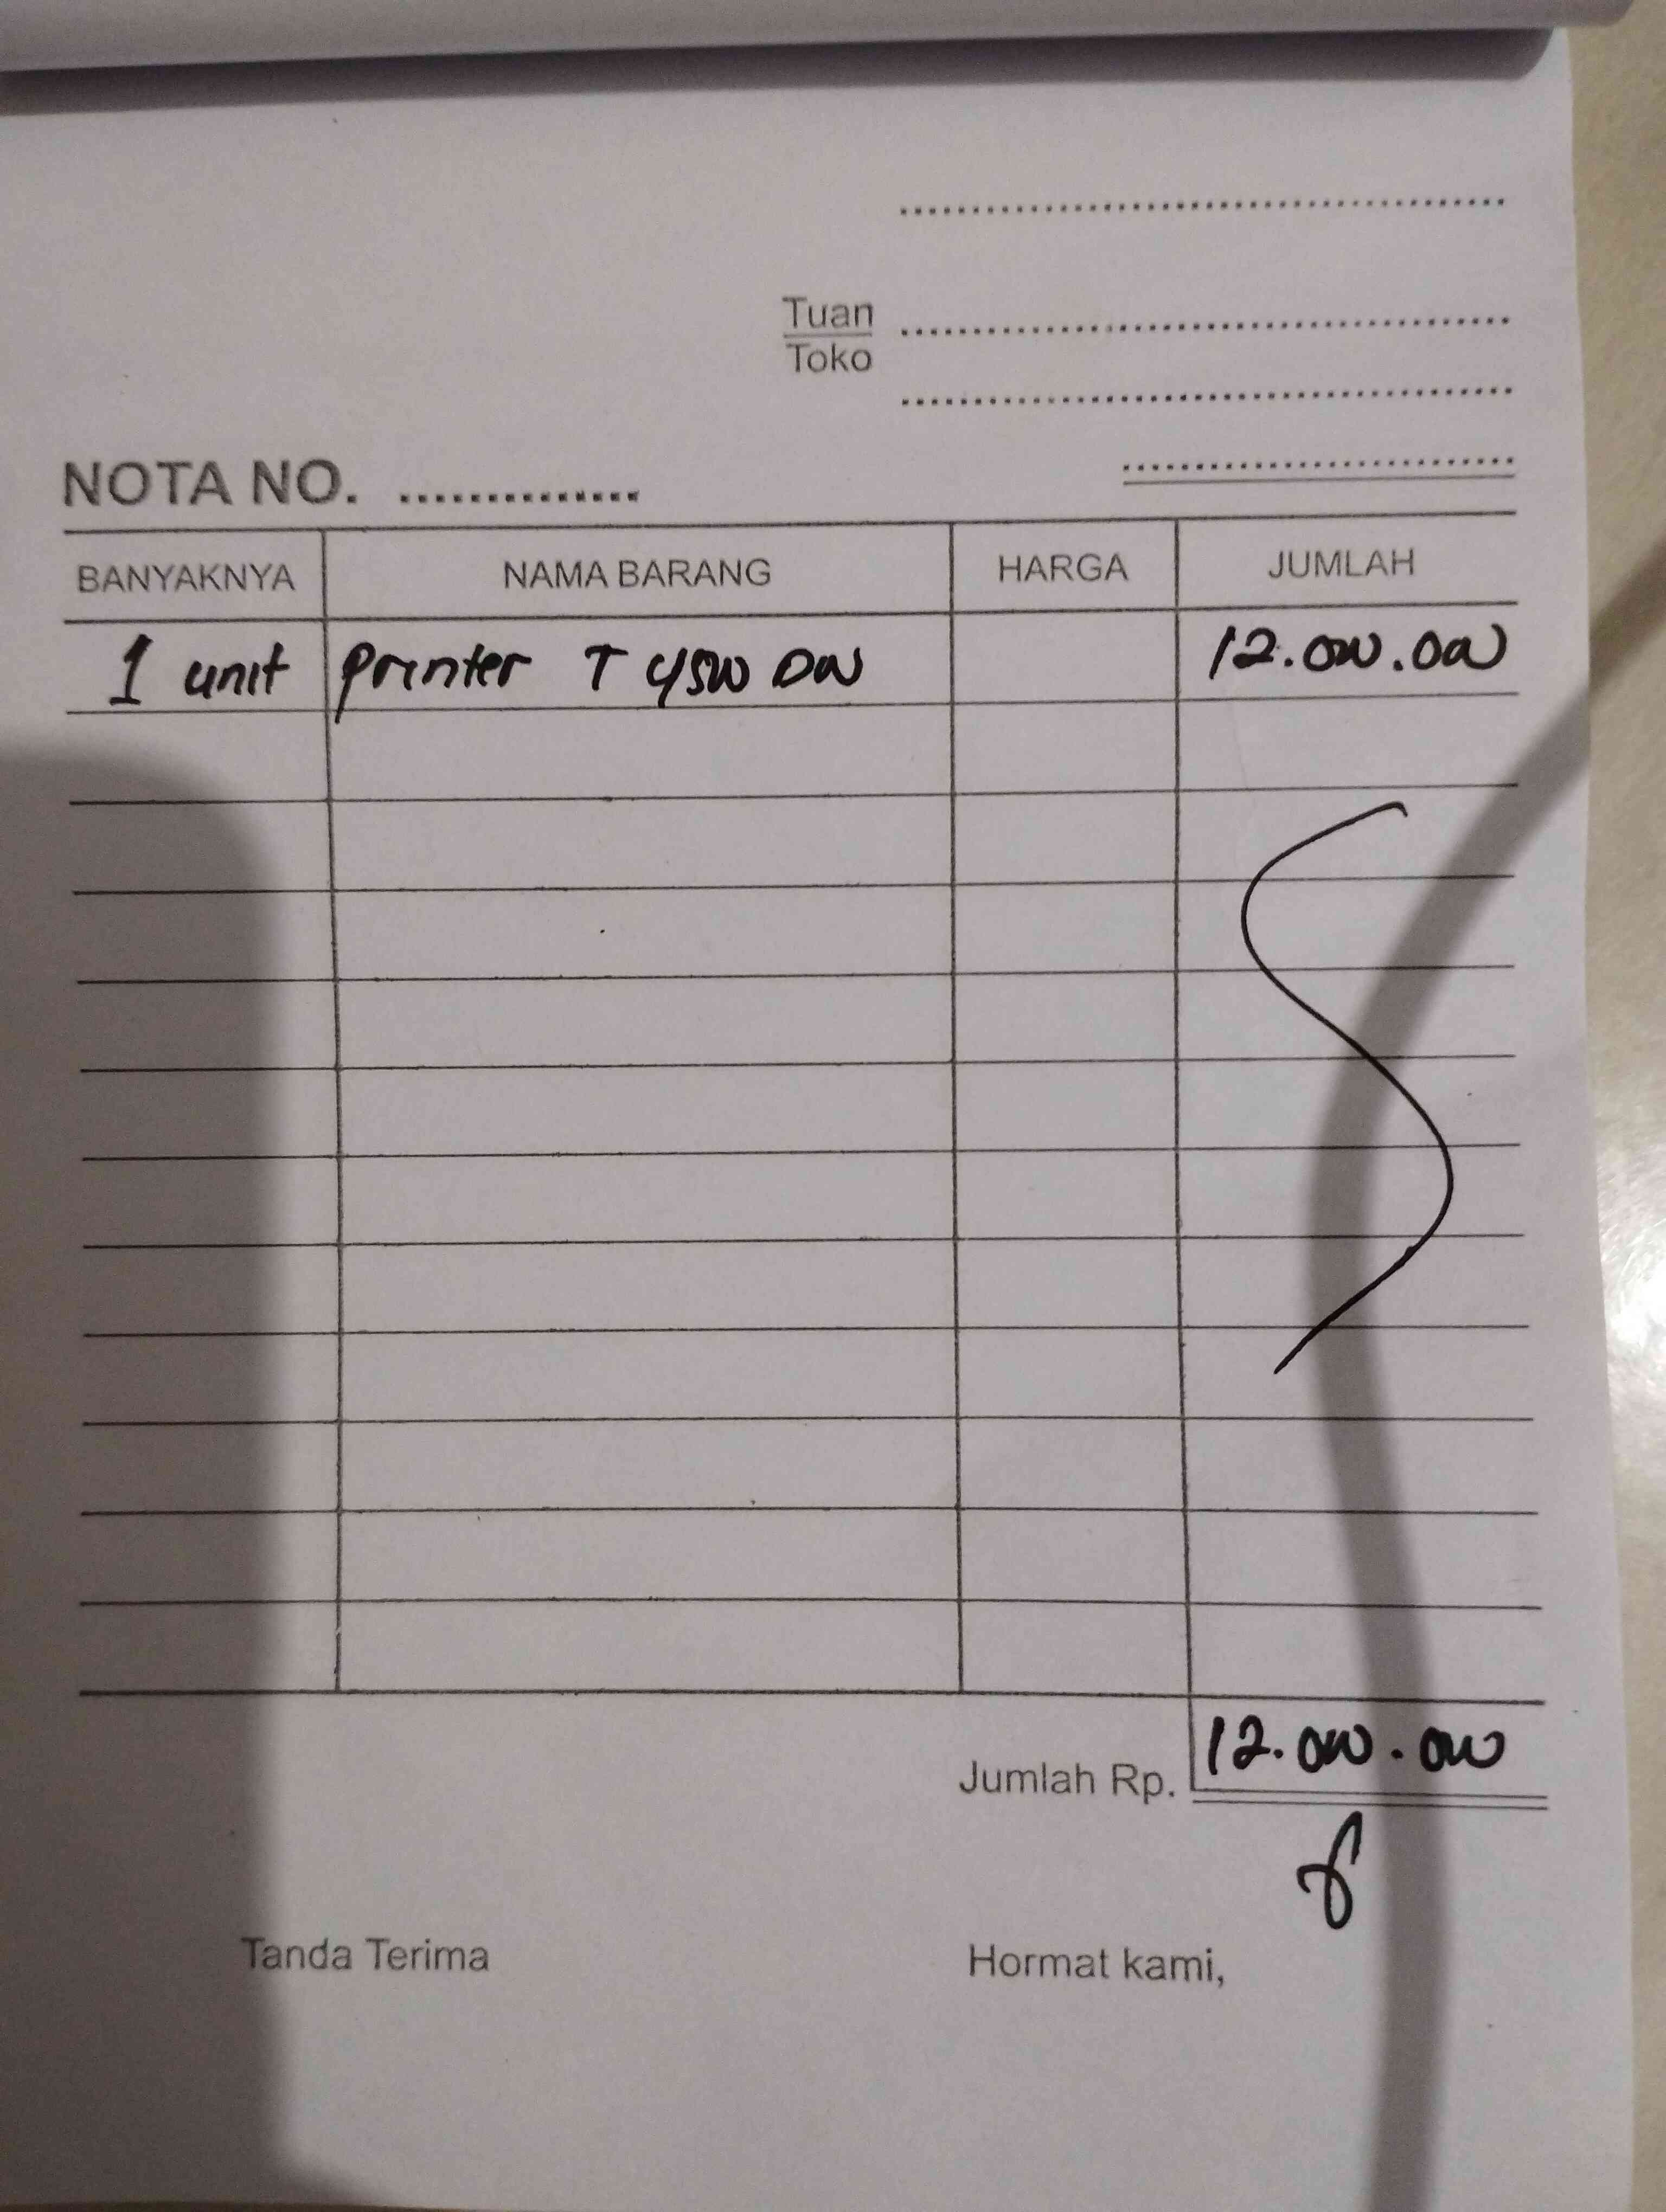 Tuan
Toko
NOTA NO. ..............
BANYAKNYA NAMA BARANG HARGA JUMLAH
1 unit printer T 4500 DW 12.000.000
Jumlah Rp. 12.000.000
Tanda Terima Hormat kami,